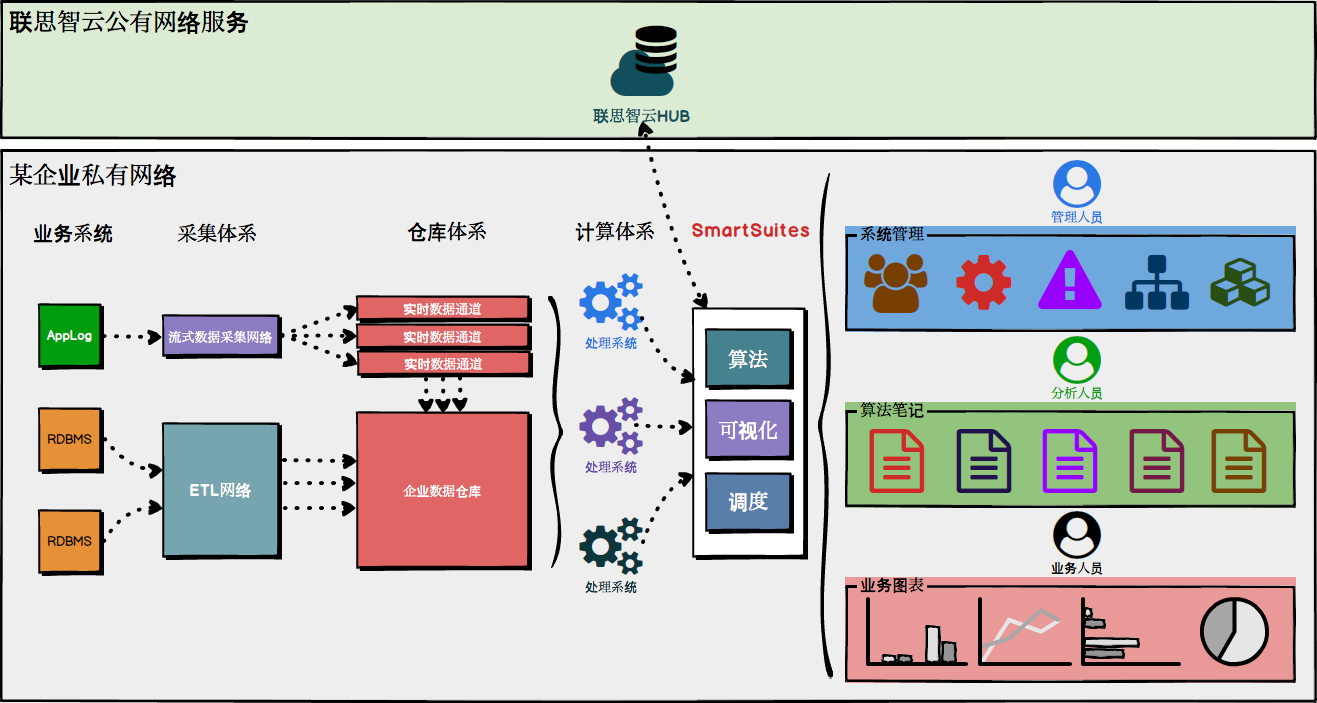 联思智云公有网络服务
联思智云HUB
某企业私有网络
业务系统
采集体系
仓库体系
计算体系
SmartSuites
AppLog
RDBMS
RDBMS
流式数据采集网络
ETL网络
实时数据通道
实时数据通道
实时数据通道
企业数据仓库
处理系统
处理系统
处理系统
算法
可视化
调度
管理人员
系统管理
分析人员
算法笔记
业务人员
业务图表